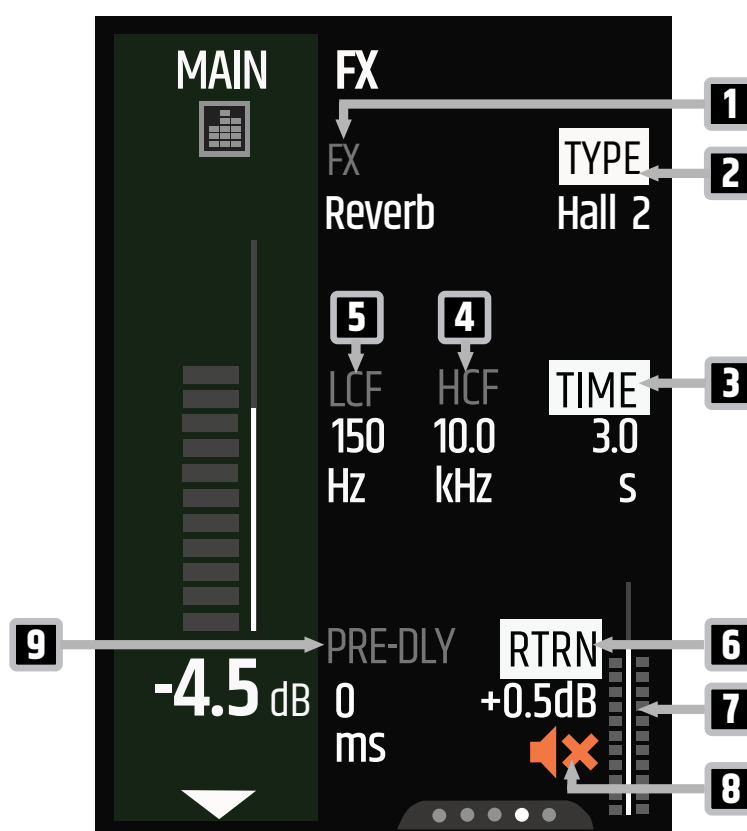 MAIN
FX
1
FX
TYPE
2
Reverb
Hall 2
5
4
LCF
HCF
TIME
3
150
10.0
3.0
Hz
kHz
s
9
PRE-DLY
RTRN
6
-4.5 dB
0
+0.5dB
7
ms
8